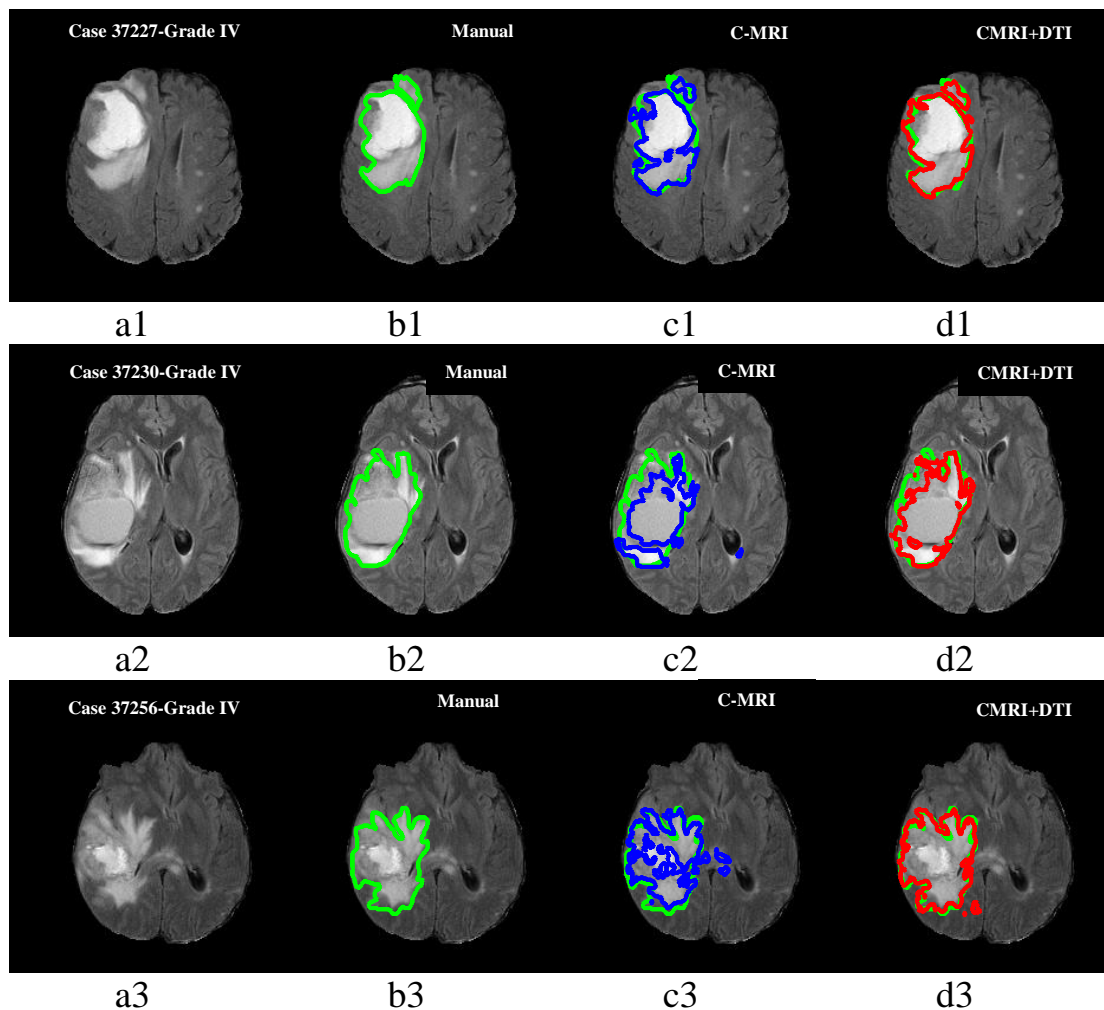 Case 37227-Grade IV Manual C-MRI CMRI+DTI
a1 b1 c1 d1
Case 37230-Grade IV Manual C-MRI CMRI+DTI
a2 b2 c2 d2
Case 37256-Grade IV Manual C-MRI CMRI+DTI
a3 b3 c3 d3